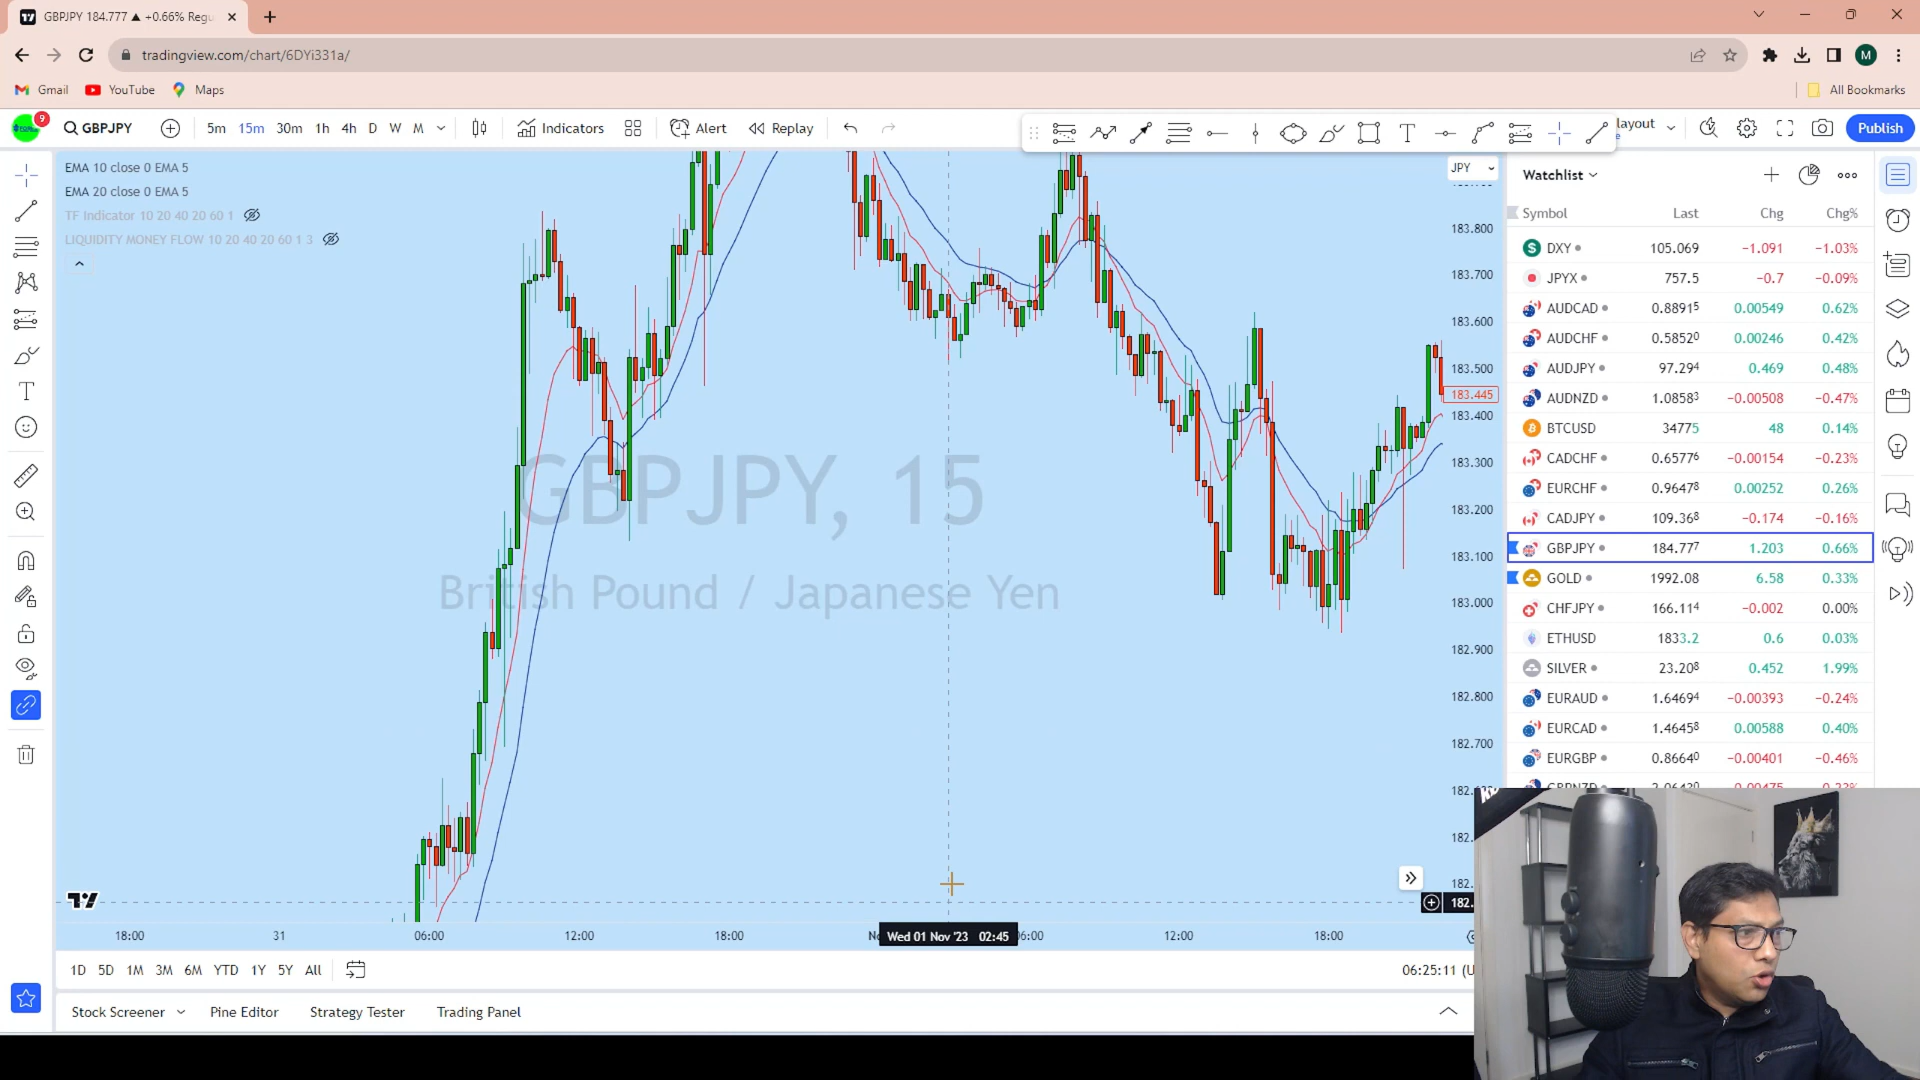 GBPJPY 184.777 ▲ +0.66% Regu
tradingview.com/chart/6DYi331a/
M
Gmail YouTube Maps
All Bookmarks
9
GBPJPY 5m 15m 30m 1h 4h D W M Indicators Alert Replay
layout
Publish
EMA 10 close 0 EMA 5
EMA 20 close 0 EMA 5
TF Indicator 10 20 40 20 60 1
LIQUIDITY MONEY FLOW 10 20 40 20 60 1 3
GBPJPY, 15
British Pound / Japanese Yen
JPY
183.800
183.700
183.600
183.500
183.445
183.400
183.300
183.200
183.100
183.000
182.900
182.800
182.700
182.
182.
182.
18:00 31 06:00 12:00 18:00 Wed 01 Nov '23 02:45 06:00 12:00 18:00
1D 5D 1M 3M 6M YTD 1Y 5Y All
06:25:11 (U
Stock Screener Pine Editor Strategy Tester Trading Panel
Watchlist
Symbol Last Chg Chg%
DXY 105.069 −1.091 −1.03%
JPYX 757.5 −0.7 −0.09%
AUDCAD 0.88915 0.00549 0.62%
AUDCHF 0.58520 0.00246 0.42%
AUDJPY 97.294 0.469 0.48%
AUDNZD 1.08583 −0.00508 −0.47%
BTCUSD 34775 48 0.14%
CADCHF 0.65776 −0.00154 −0.23%
EURCHF 0.96478 0.00252 0.26%
CADJPY 109.368 −0.174 −0.16%
GBPJPY 184.777 1.203 0.66%
GOLD 1992.08 6.58 0.33%
CHFJPY 166.114 −0.002 0.00%
ETHUSD 1833.2 0.6 0.03%
SILVER 23.208 0.452 1.99%
EURAUD 1.64694 −0.00393 −0.24%
EURCAD 1.46458 0.00588 0.40%
EURGBP 0.86640 −0.00401 −0.46%